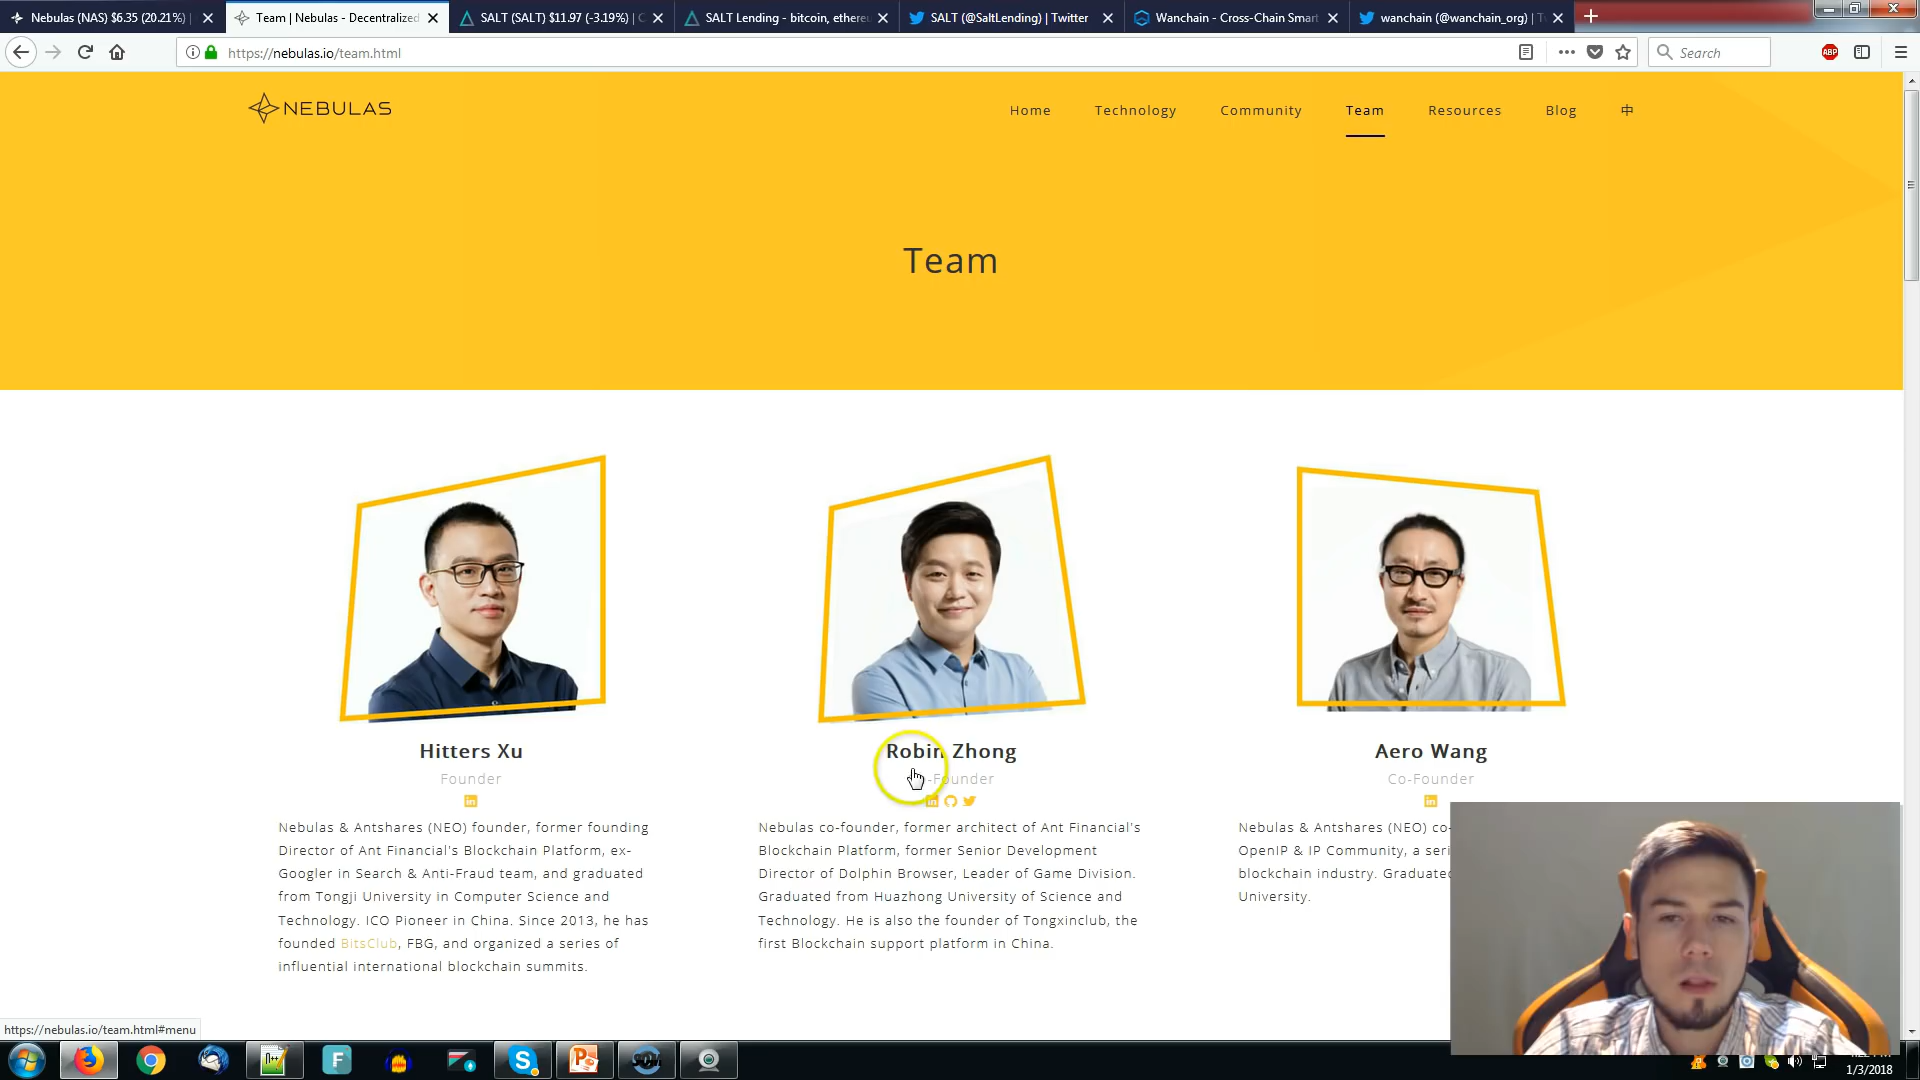 Nebulas (NAS) $6.35 (20.21%) |
Team | Nebulas - Decentralized
SALT (SALT) $11.97 (-3.19%) | C
SALT Lending - bitcoin, ethere
SALT (@SaltLending) | Twitter
Wanchain - Cross-Chain Smart
wanchain (@wanchain_org) | T
https://nebulas.io/team.html
ABP
Search
NEBULAS
Home
Technology
Community
Team
Resources
Blog
中
Team
Hitters Xu
Founder
Nebulas & Antshares (NEO) founder, former founding
Director of Ant Financial's Blockchain Platform, ex-
Googler in Search & Anti-Fraud team, and graduated
from Tongji University in Computer Science and
Technology. ICO Pioneer in China. Since 2013, he has
founded BitsClub, FBG, and organized a series of
influential international blockchain summits.
Robin Zhong
-Founder
Nebulas co-founder, former architect of Ant Financial's
Blockchain Platform, former Senior Development
Director of Dolphin Browser, Leader of Game Division.
Graduated from Huazhong University of Science and
Technology. He is also the founder of Tongxinclub, the
first Blockchain support platform in China.
Aero Wang
Co-Founder
Nebulas & Antshares (NEO) co-
OpenIP & IP Community, a seri
blockchain industry. Graduated
University.
https://nebulas.io/team.html#menu
1/3/2018